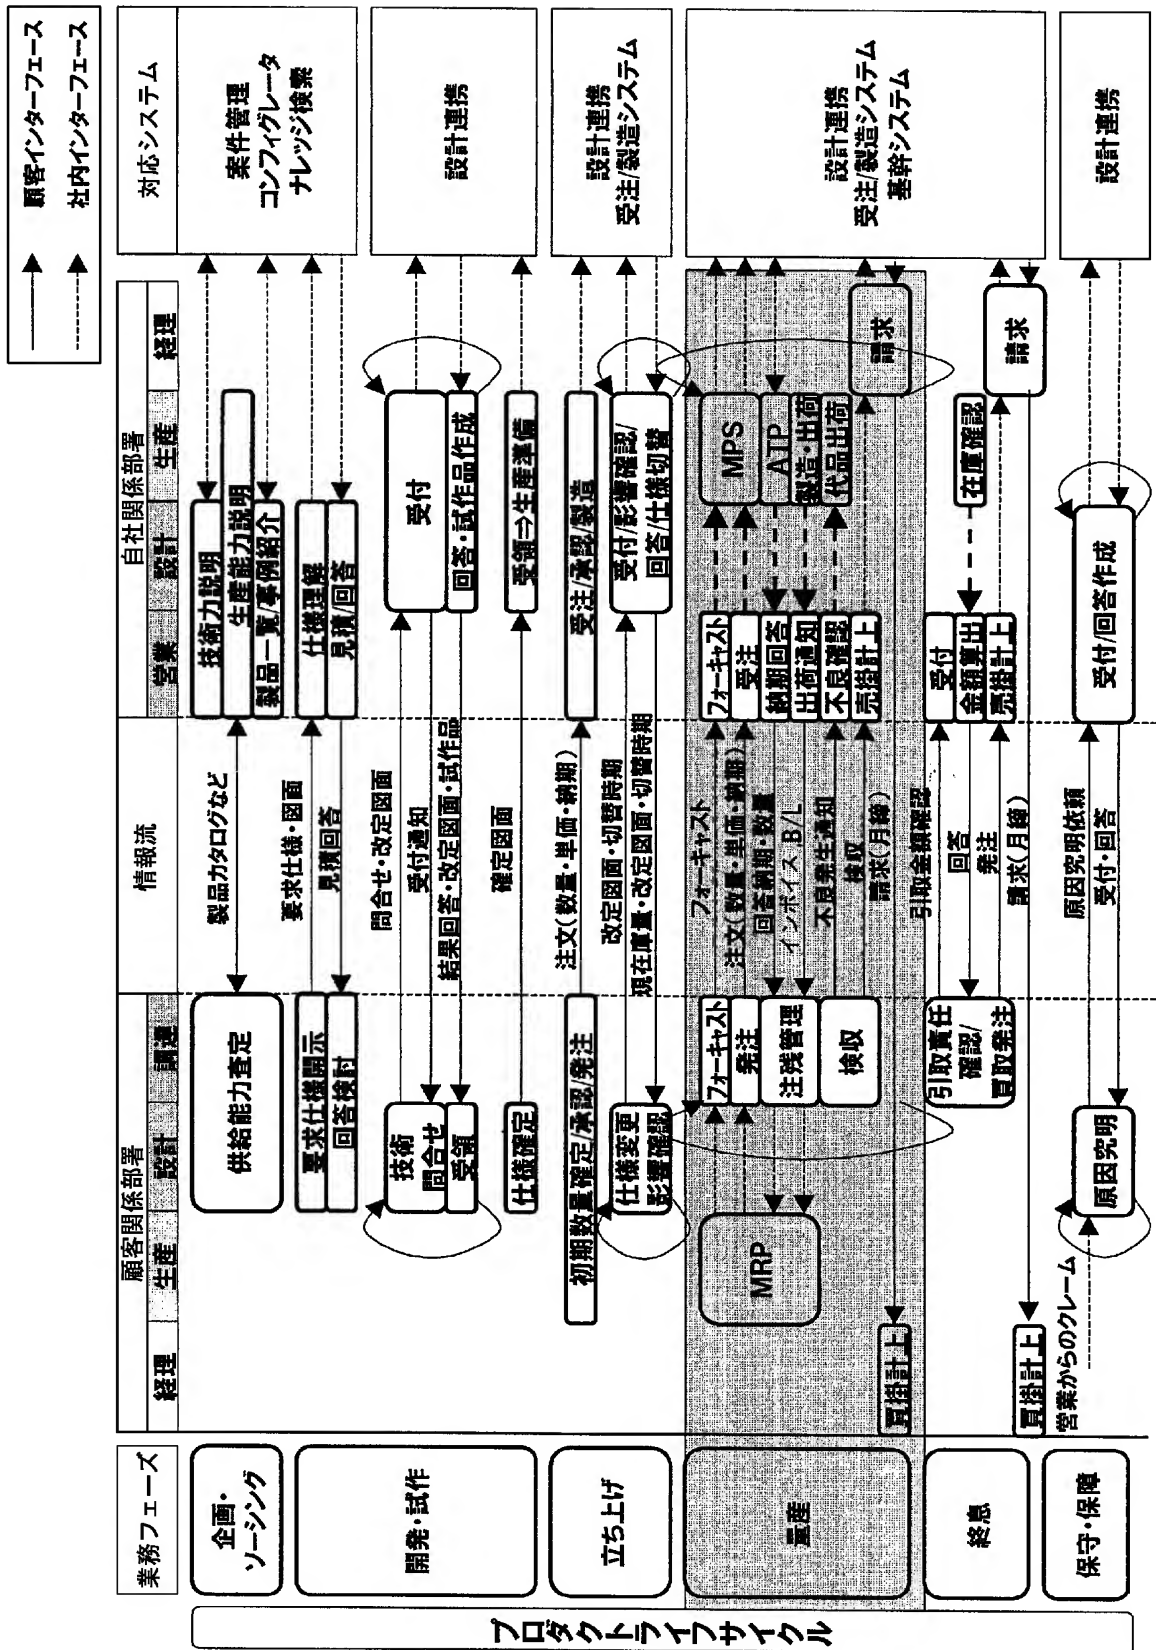 顧客インターフェース
社内インターフェース
業務フェーズ
顧客関係部署
情報流
自社関係部署
対応システム
経理
生産
設計
調達
営業
設計
生産
経理
プロダクトライフサイクル
企画・
ソーシング
供給能力査定
製品カタログなど
技術力説明
生産能力説明
製品一覧/事例紹介
案件管理
コンフィグレータ
ナレッジ検索
開発・試作
要求仕様開示
回答検討
要求仕様・図面
見積回答
仕様理解
見積/回答
技術
問合せ
受領
問合せ・改定図面
受付通知
結果回答・改定図面・試作品
受付
回答・試作品作成
設計連携
仕様確定
確定図面
受領⇒生産準備
立ち上げ
初期数量確定/承認/発注
注文(数量・単価・納期)
受注/承認/製造
設計連携
受注/製造システム
仕様変更
影響確認
改定図面・切替時期
現在庫量・改定図面・切替時期
受付/影響確認/
回答/仕様切替
量産
MRP
フォーキャスト
発注
注残管理
検収
フォーキャスト
注文(数量・単価・納期)
回答納期・数量
インボイス,B/L
不良発生通知
検収
請求(月締)
フォーキャスト
受注
納期回答
出荷通知
不良確認
売掛計上
MPS
ATP
製造・出荷
代品出荷
請求
買掛計上
設計連携
受注/製造システム
基幹システム
終息
引取責任
確認/
買取発注
引取金額確認
回答
発注
請求(月締)
受付
金額算出
売掛計上
在庫確認
請求
買掛計上
保守・保障
営業からのクレーム
原因究明
原因究明依頼
受付・回答
受付/回答作成
設計連携